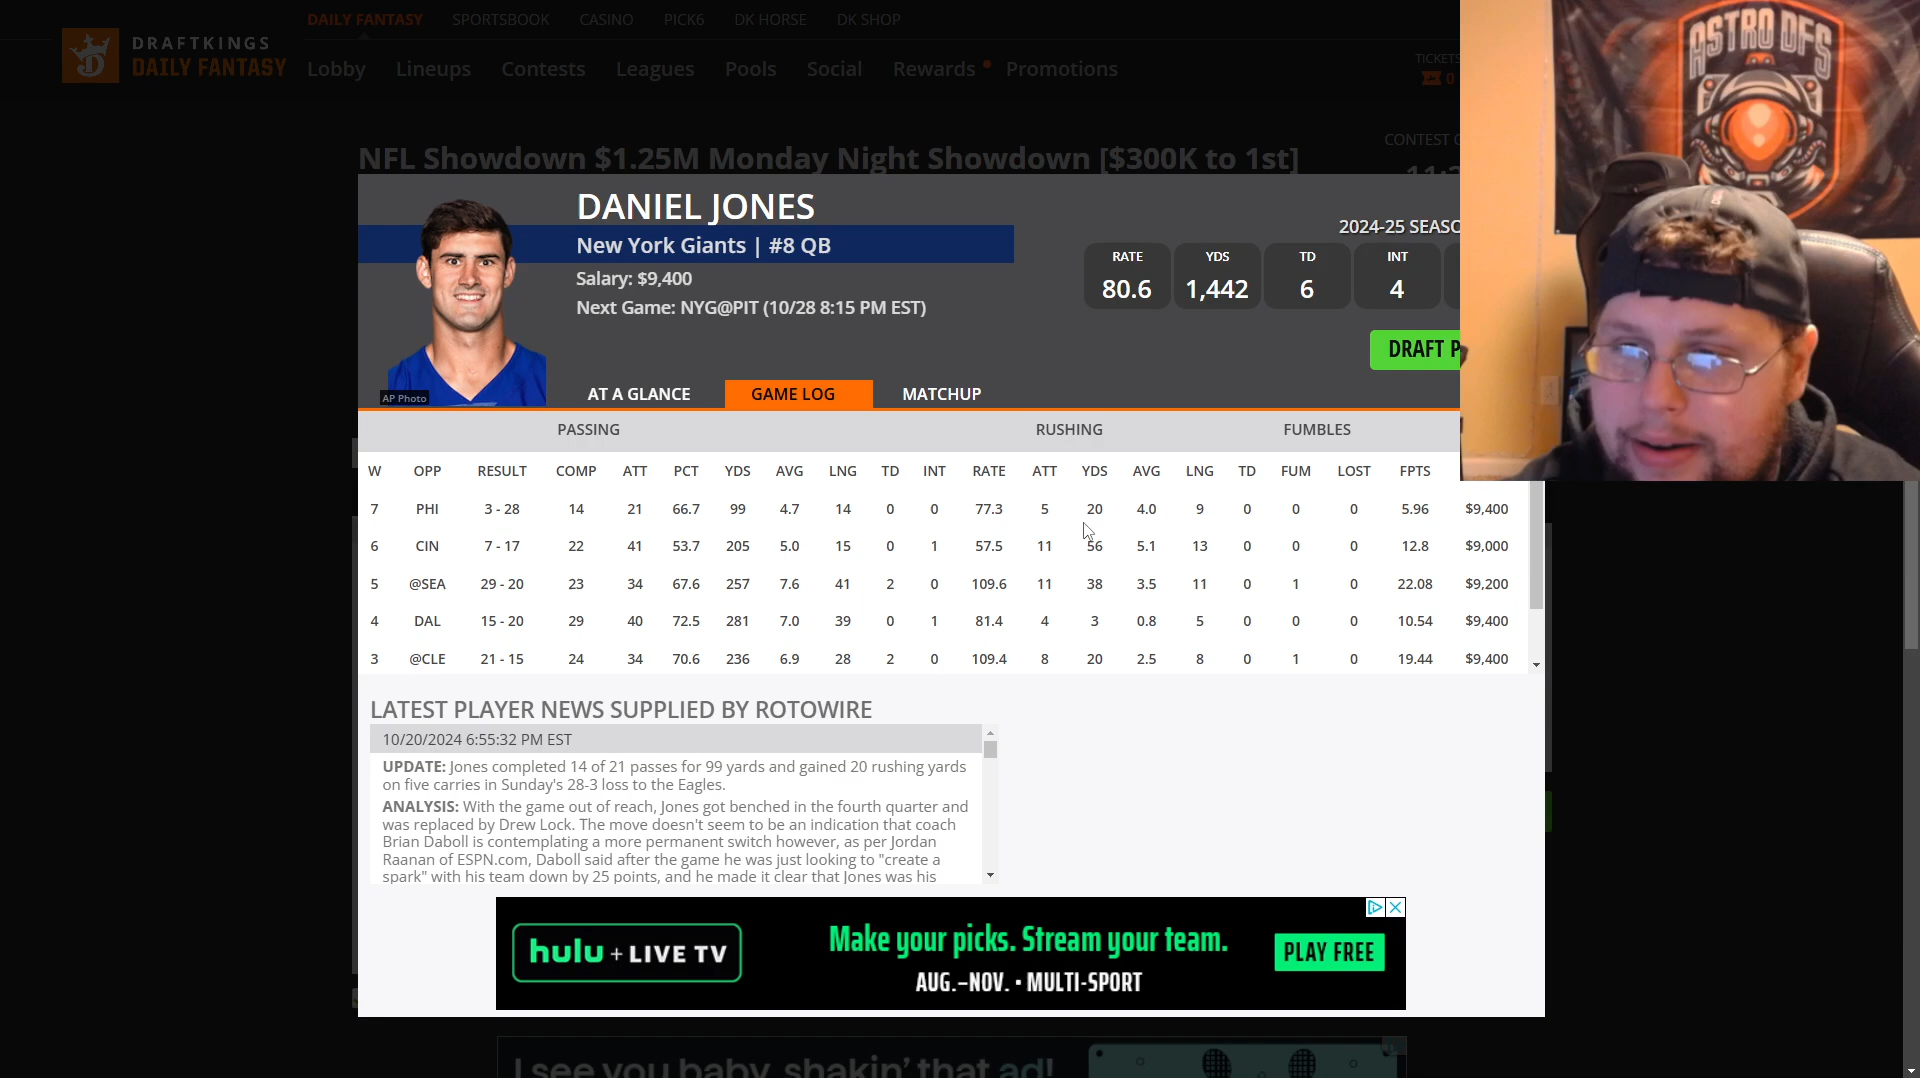 DAILY FANTASY SPORTSBOOK CASINO PICK6 DK HORSE DK SHOP
DRAFTKINGS
DAILY FANTASY
Lobby Lineups Contests Leagues Pools Social Rewards Promotions
TICKETS
0
CONTEST
NFL Showdown $1.25M Monday Night Showdown [$300K to 1st]
ASTRO DFS
DANIEL JONES
New York Giants | #8 QB
Salary: $9,400
Next Game: NYG@PIT (10/28 8:15 PM EST)
2024-25 SEASO
RATE YDS TD INT
80.6 1,442 6 4
DRAFT P
AP Photo
AT A GLANCE GAME LOG MATCHUP
PASSING RUSHING FUMBLES
W OPP RESULT COMP ATT PCT YDS AVG LNG TD INT RATE ATT YDS AVG LNG TD FUM LOST FPTS
7 PHI 3 - 28 14 21 66.7 99 4.7 14 0 0 77.3 5 20 4.0 9 0 0 0 5.96 $9,400
6 CIN 7 - 17 22 41 53.7 205 5.0 15 0 1 57.5 11 56 5.1 13 0 0 0 12.8 $9,000
5 @SEA 29 - 20 23 34 67.6 257 7.6 41 2 0 109.6 11 38 3.5 11 0 1 0 22.08 $9,200
4 DAL 15 - 20 29 40 72.5 281 7.0 39 0 1 81.4 4 3 0.8 5 0 0 0 10.54 $9,400
3 @CLE 21 - 15 24 34 70.6 236 6.9 28 2 0 109.4 8 20 2.5 8 0 1 0 19.44 $9,400
LATEST PLAYER NEWS SUPPLIED BY ROTOWIRE
10/20/2024 6:55:32 PM EST
UPDATE: Jones completed 14 of 21 passes for 99 yards and gained 20 rushing yards
on five carries in Sunday's 28-3 loss to the Eagles.
ANALYSIS: With the game out of reach, Jones got benched in the fourth quarter and
was replaced by Drew Lock. The move doesn't seem to be an indication that coach
Brian Daboll is contemplating a more permanent switch however, as per Jordan
Raanan of ESPN.com, Daboll said after the game he was just looking to "create a
spark" with his team down by 25 points, and he made it clear that Jones was his
hulu + LIVE TV
Make your picks. Stream your team.
AUG.–NOV. • MULTI-SPORT
PLAY FREE
I see you baby, shakin' that ad!